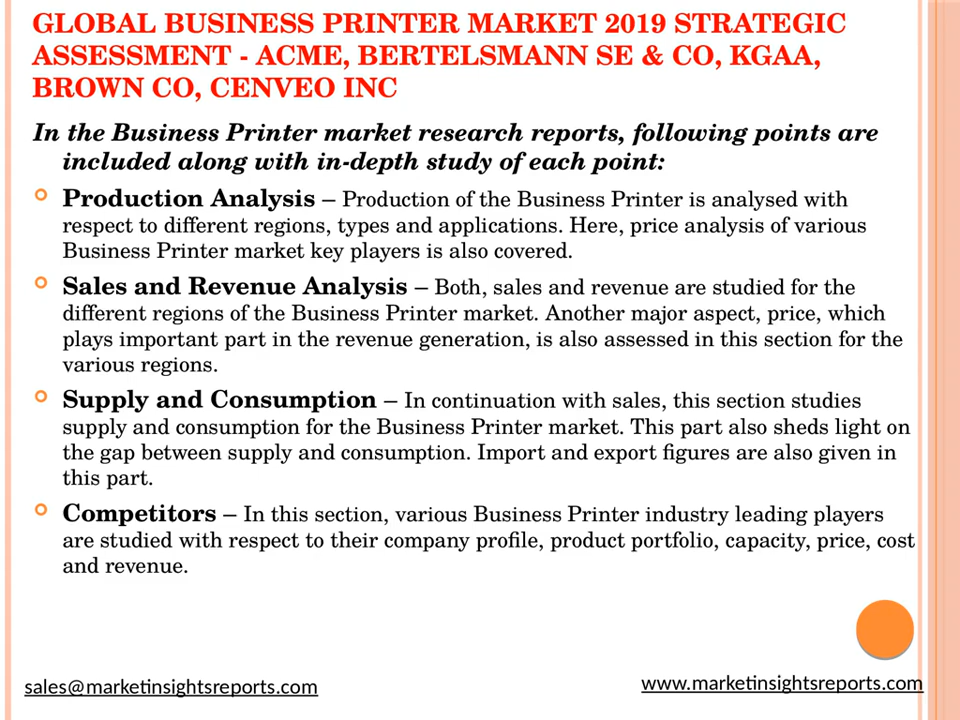 GLOBAL BUSINESS PRINTER MARKET 2019 STRATEGIC
ASSESSMENT - ACME, BERTELSMANN SE & CO, KGAA,
BROWN CO, CENVEO INC
In the Business Printer market research reports, following points are
included along with in-depth study of each point:
Production Analysis – Production of the Business Printer is analysed with
respect to different regions, types and applications. Here, price analysis of various
Business Printer market key players is also covered.
Sales and Revenue Analysis – Both, sales and revenue are studied for the
different regions of the Business Printer market. Another major aspect, price, which
plays important part in the revenue generation, is also assessed in this section for the
various regions.
Supply and Consumption – In continuation with sales, this section studies
supply and consumption for the Business Printer market. This part also sheds light on
the gap between supply and consumption. Import and export figures are also given in
this part.
Competitors – In this section, various Business Printer industry leading players
are studied with respect to their company profile, product portfolio, capacity, price, cost
and revenue.
sales@marketinsightsreports.com
www.marketinsightsreports.com